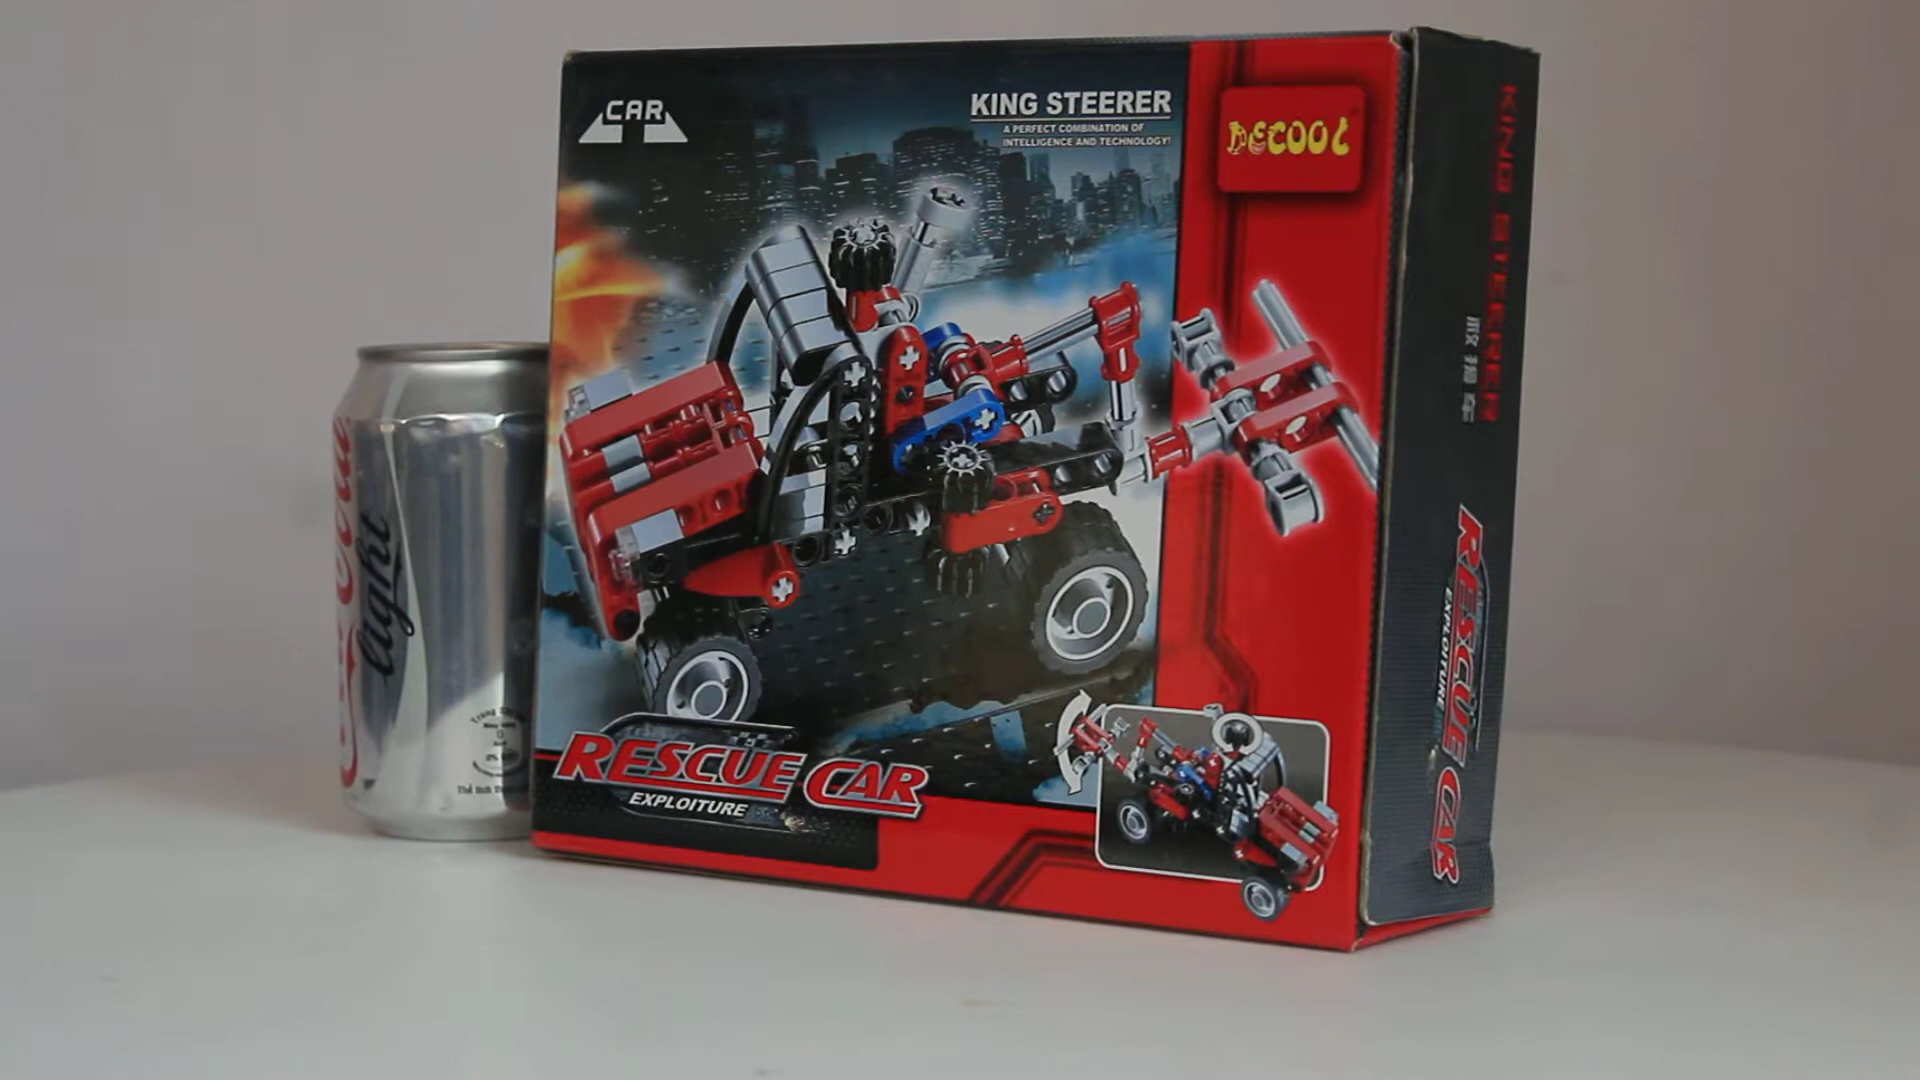 CAR
KING STEERER
A PERFECT COMBINATION OF
INTELLIGENCE AND TECHNOLOGY!
DECOOL
RESCUE CAR
EXPLOITURE
KING STEERER
RESCUE CAR
EXPLOITURE
light